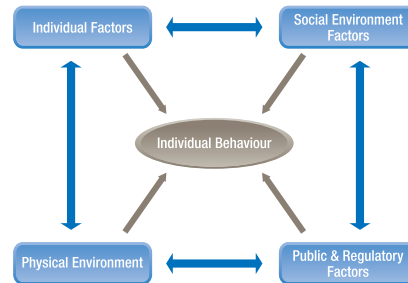 Individual Factors
Social Environment
Factors
Individual Behaviour
Physical Environment
Public & Regulatory
Factors